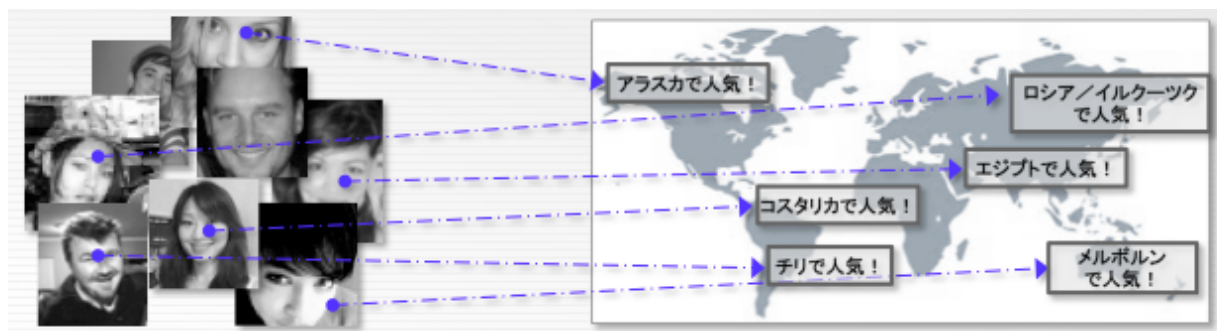 アラスカで人気！
ロシア／イルクーツク
で人気！
エジプトで人気！
コスタリカで人気！
チリで人気！
メルボルン
で人気！